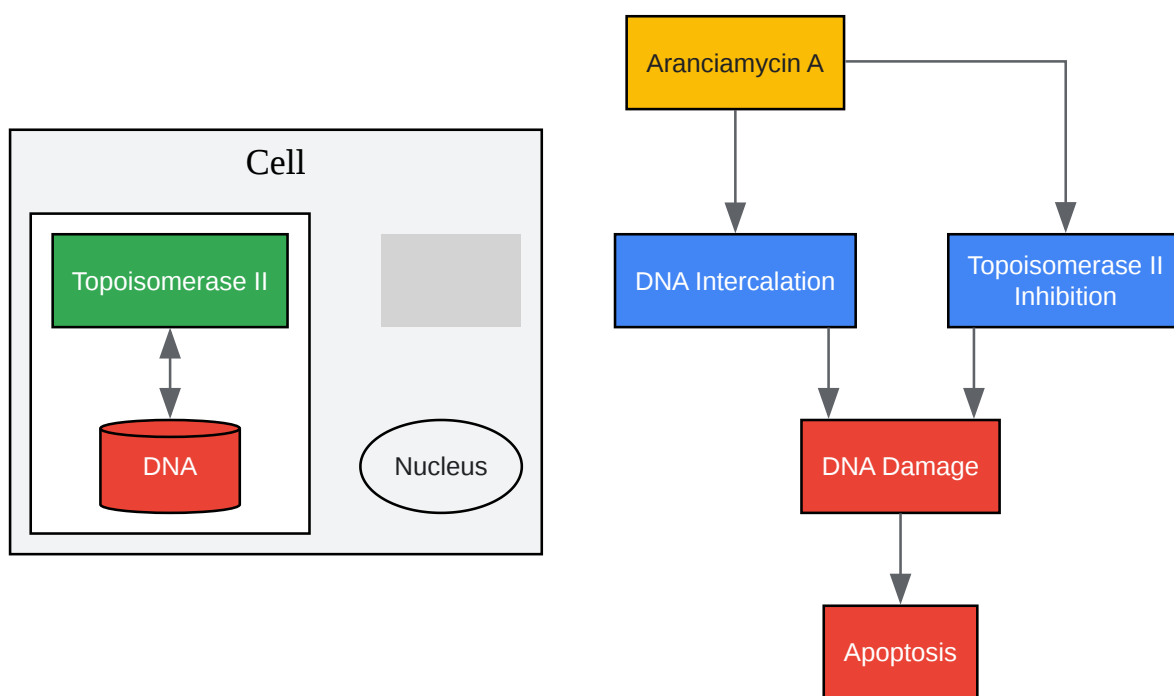 Aranciamycin A
Cell
Topoisomerase II
DNA Intercalation
Topoisomerase II
Inhibition
DNA
Nucleus
DNA Damage
Apoptosis